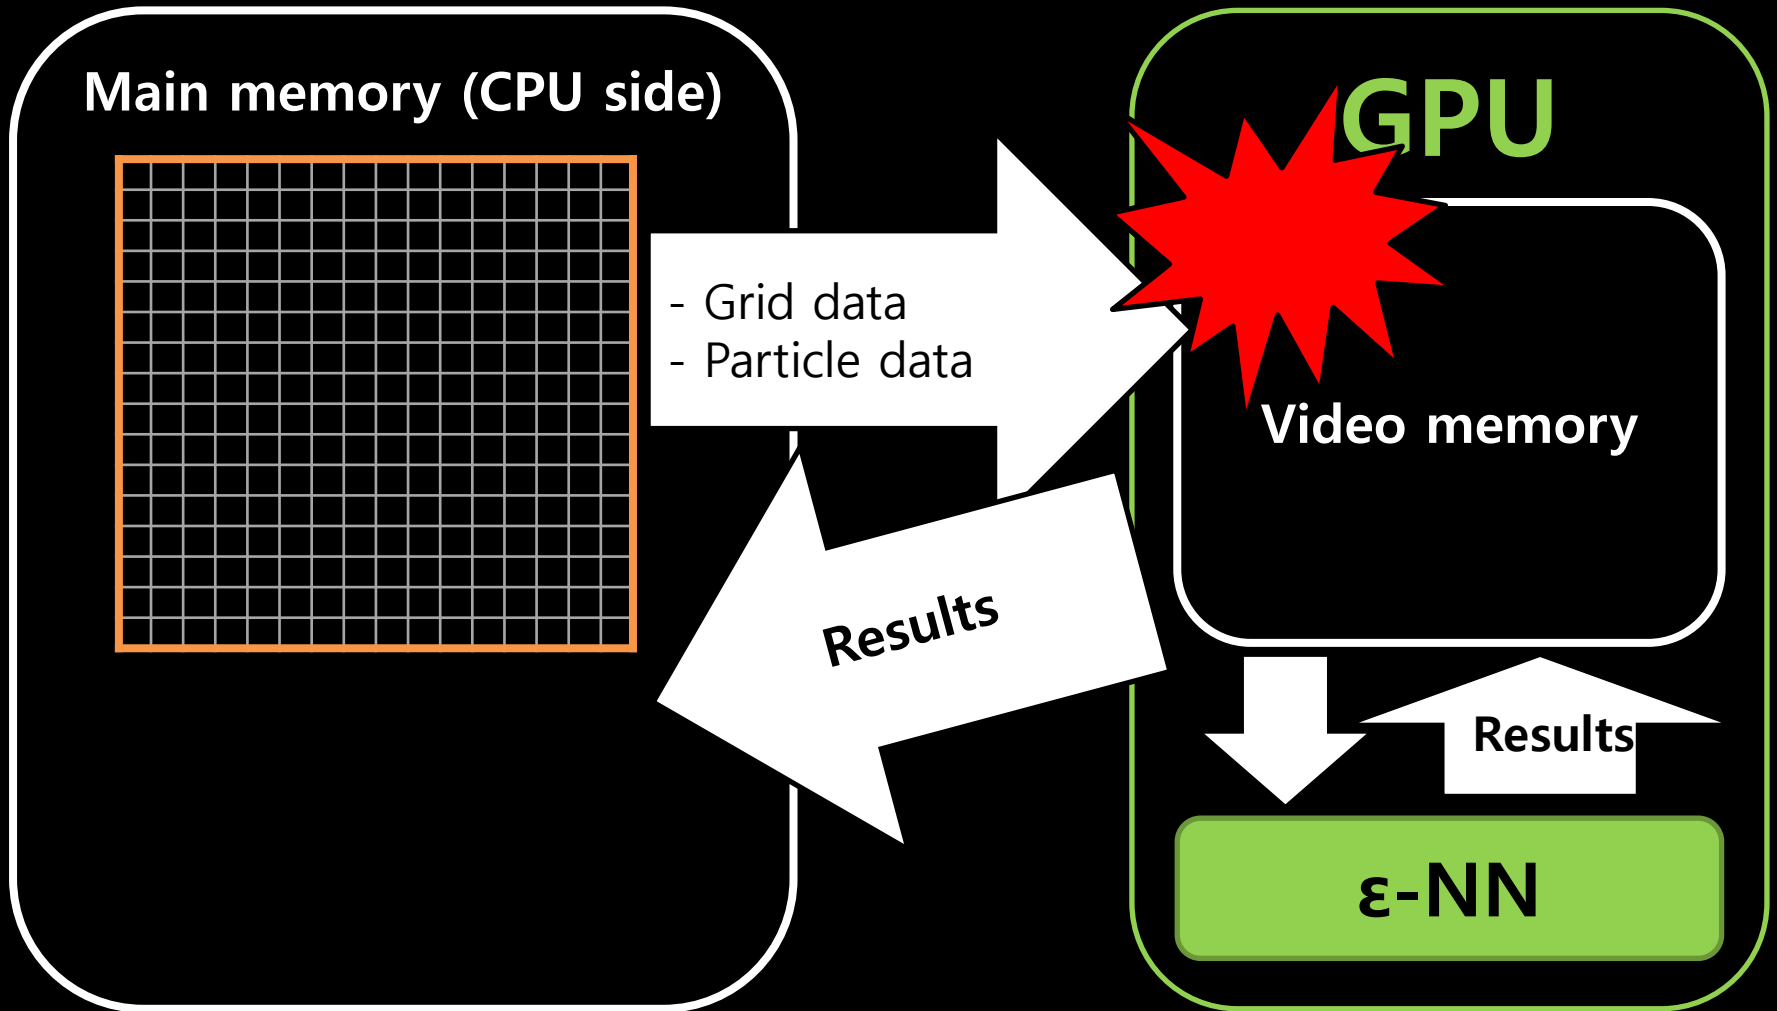 Main memory (CPU side)
GPU
- Grid data
- Particle data
Video memory
Results
Results
ε-NN